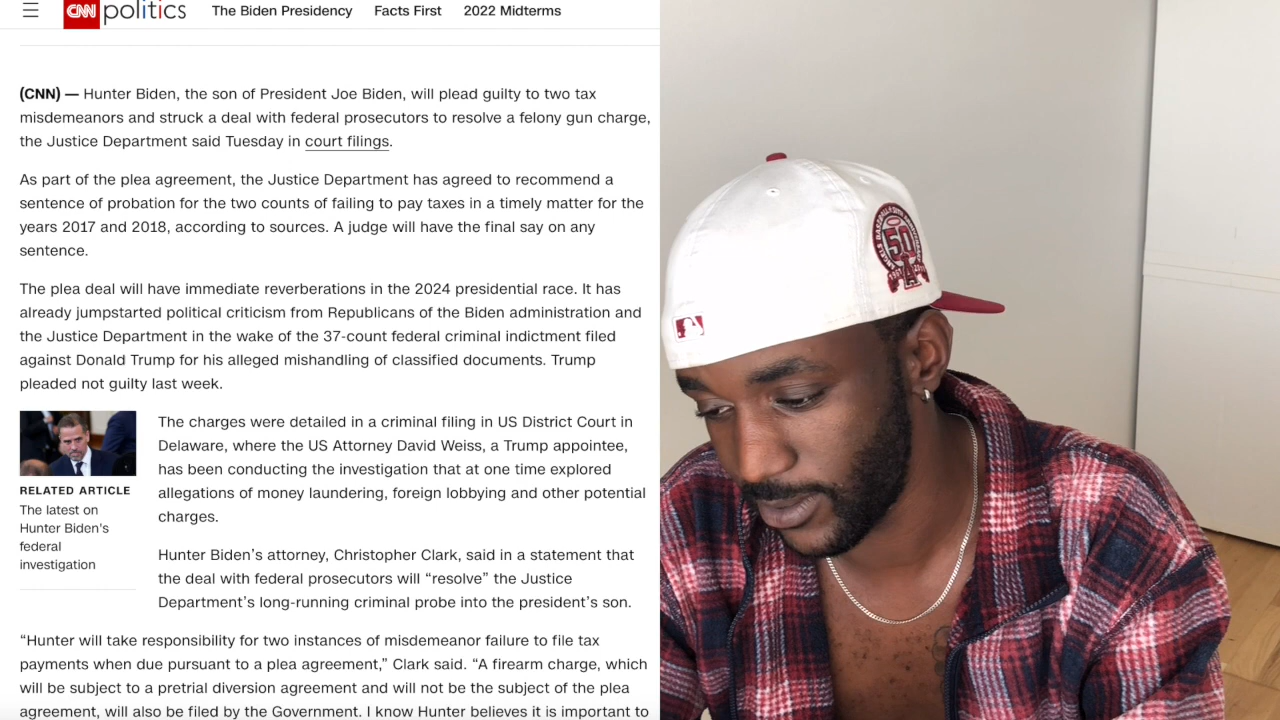 CNN politics The Biden Presidency Facts First 2022 Midterms
(CNN) — Hunter Biden, the son of President Joe Biden, will plead guilty to two tax
misdemeanors and struck a deal with federal prosecutors to resolve a felony gun charge,
the Justice Department said Tuesday in court filings.
As part of the plea agreement, the Justice Department has agreed to recommend a
sentence of probation for the two counts of failing to pay taxes in a timely matter for the
years 2017 and 2018, according to sources. A judge will have the final say on any
sentence.
The plea deal will have immediate reverberations in the 2024 presidential race. It has
already jumpstarted political criticism from Republicans of the Biden administration and
the Justice Department in the wake of the 37-count federal criminal indictment filed
against Donald Trump for his alleged mishandling of classified documents. Trump
pleaded not guilty last week.
RELATED ARTICLE
The latest on
Hunter Biden's
federal
investigation
The charges were detailed in a criminal filing in US District Court in
Delaware, where the US Attorney David Weiss, a Trump appointee,
has been conducting the investigation that at one time explored
allegations of money laundering, foreign lobbying and other potential
charges.
Hunter Biden’s attorney, Christopher Clark, said in a statement that
the deal with federal prosecutors will “resolve” the Justice
Department’s long-running criminal probe into the president’s son.
“Hunter will take responsibility for two instances of misdemeanor failure to file tax
payments when due pursuant to a plea agreement,” Clark said. “A firearm charge, which
will be subject to a pretrial diversion agreement and will not be the subject of the plea
agreement, will also be filed by the Government. I know Hunter believes it is important to
50
A